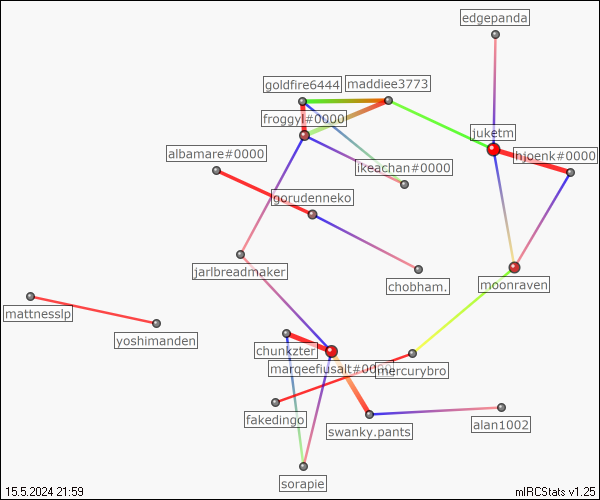 edgepanda
goldfire6444
maddiee3773
froggyl#0000
juketm
albamare#0000
ikeachan#0000
hjoenk#0000
gorudenneko
jarlbreadmaker
chobham.
moonraven
mattnesslp
yoshimanden
chunkzter
marqeefiusalt#0000
mercurybro
fakedingo
swanky.pants
alan1002
sorapie
15.5.2024 21:59
mIRCStats v1.25